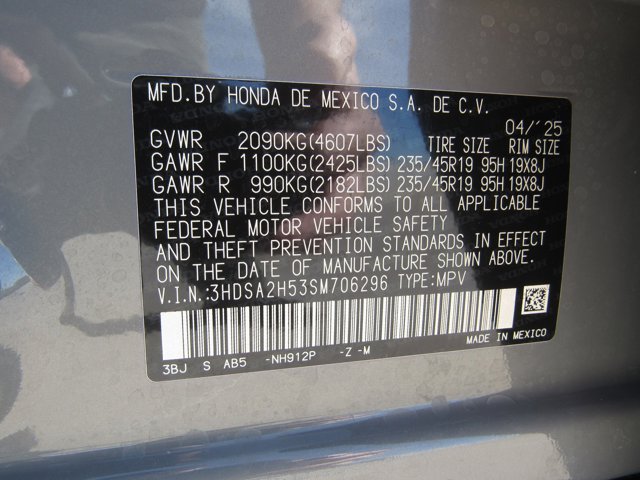 MFD.BY HONDA DE MEXICO S.A. DE C.V.
04/'25
GVWR 2090KG(4607LBS) TIRE SIZE RIM SIZE
GAWR F 1100KG(2425LBS) 235/45R19 95H 19X8J
GAWR R 990KG(2182LBS) 235/45R19 95H 19X8J
THIS VEHICLE CONFORMS TO ALL APPLICABLE
FEDERAL MOTOR VEHICLE SAFETY
AND THEFT PREVENTION STANDARDS IN EFFECT
ON THE DATE OF MANUFACTURE SHOWN ABOVE.
V.I.N.:3HDSA2H53SM706296 TYPE:MPV
3BJ S AB5 -NH912P -Z -M
MADE IN MEXICO